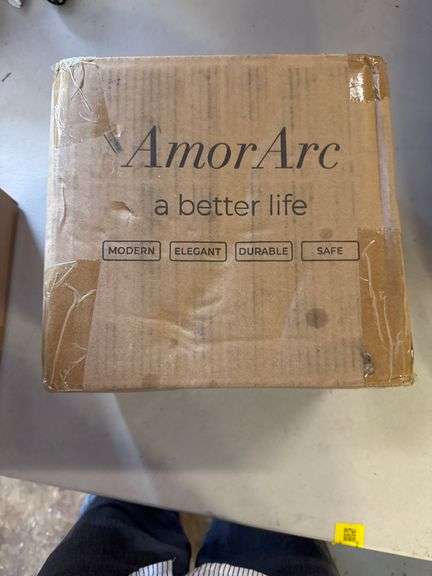 AmorArc
a better life
MODERN ELEGANT DURABLE SAFE